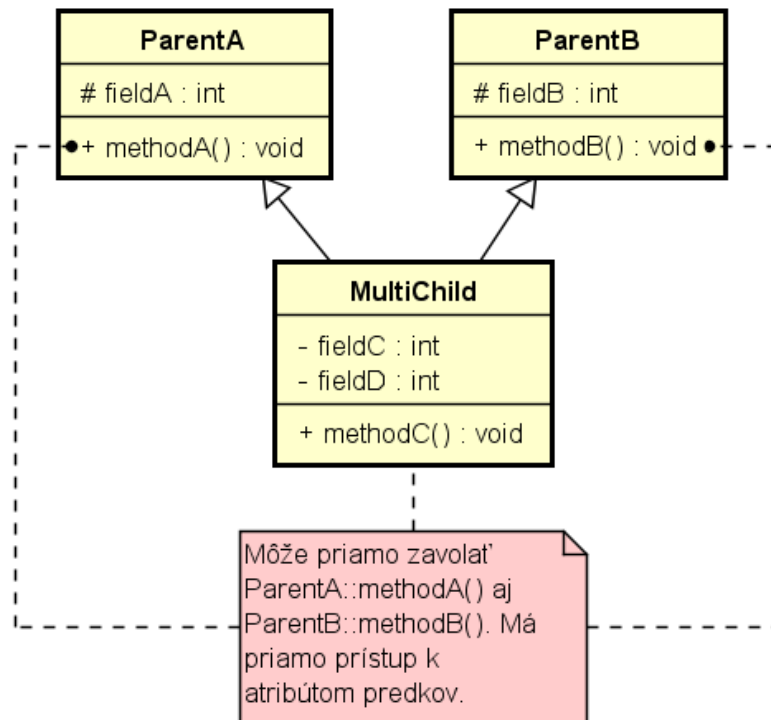 ParentA
# fieldA : int
+ methodA() : void
ParentB
# fieldB : int
+ methodB() : void
MultiChild
- fieldC : int
- fieldD : int
+ methodC() : void
Môže priamo zavolať
ParentA::methodA() aj
ParentB::methodB(). Má
priamo prístup k
atribútom predkov.